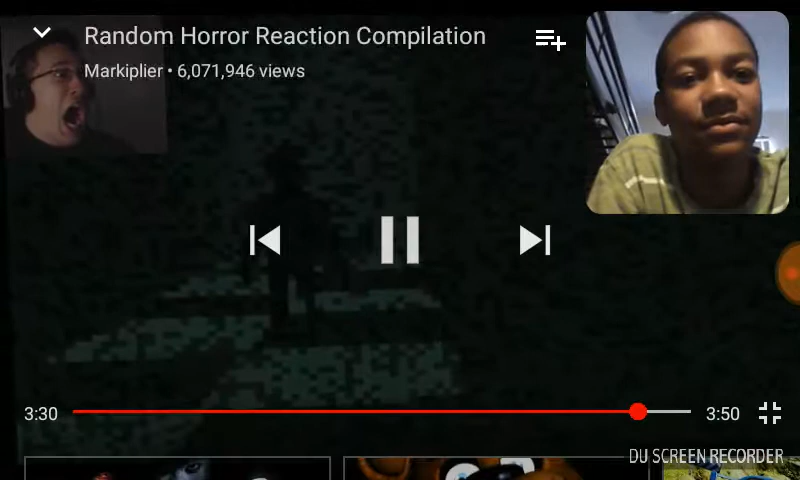 Random Horror Reaction Compilation
Markiplier • 6,071,946 views
3:30
3:50
DU SCREEN RECORDER